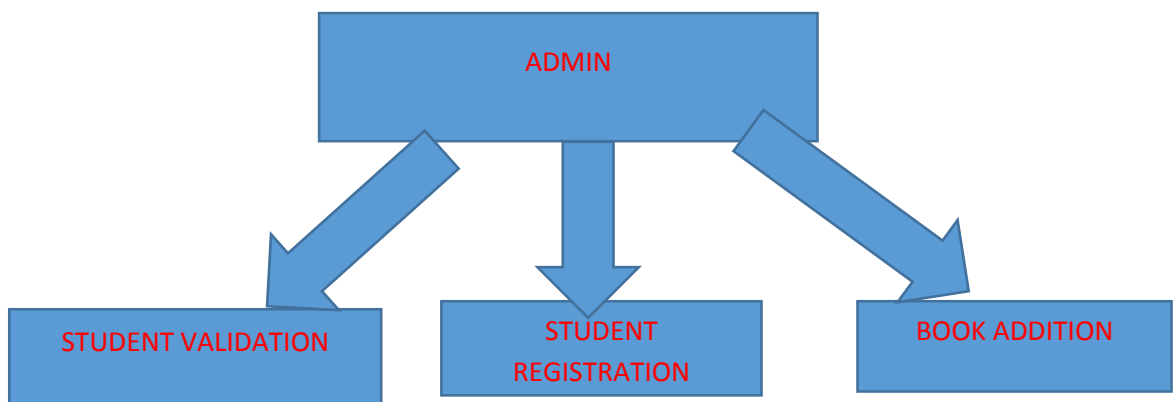 ADMIN
STUDENT VALIDATION
STUDENT
REGISTRATION
BOOK ADDITION